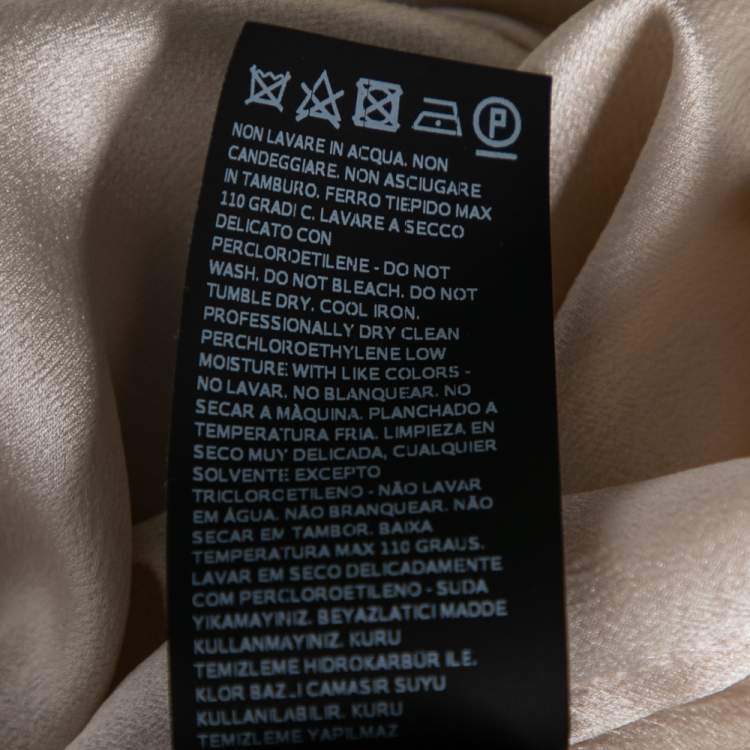 P
NON LAVARE IN ACQUA. NON
CANDEGGIARE. NON ASCIUGARE
IN TAMBURO. FERRO TIEPIDO MAX
110 GRADI C. LAVARE A SECCO
DELICATO CON
PERCLOROETILENE - DO NOT
WASH. DO NOT BLEACH. DO NOT
TUMBLE DRY. COOL IRON.
PROFESSIONALLY DRY CLEAN
PERCHLOROETHYLENE LOW
MOISTURE WITH LIKE COLORS -
NO LAVAR. NO BLANQUEAR. NO
SECAR A MÀQUINA. PLANCHADO A
TEMPERATURA FRIA. LIMPIEZA EN
SECO MUY DELICADA, CUALQUIER
SOLVENTE EXCEPTO
TRICLOROETILENO - NÃO LAVAR
EM ÁGUA. NÃO BRANQUEAR. NÃO
SECAR EM TAMBOR. BAIXA
TEMPERATURA MAX 110 GRAUS.
LAVAR EM SECO DELICADAMENTE
COM PERCLOROETILENO - SUDA
YIKAMAYINIZ. BEYAZLATICI MADDE
KULLANMAYINIZ. KURU
TEMIZLEME HIDROKARBÜR ILE.
KLOR BAZ..I CAMASIR SUYU
KULLANILABILIR. KURU
TEMIZLEME YAPILMAZ